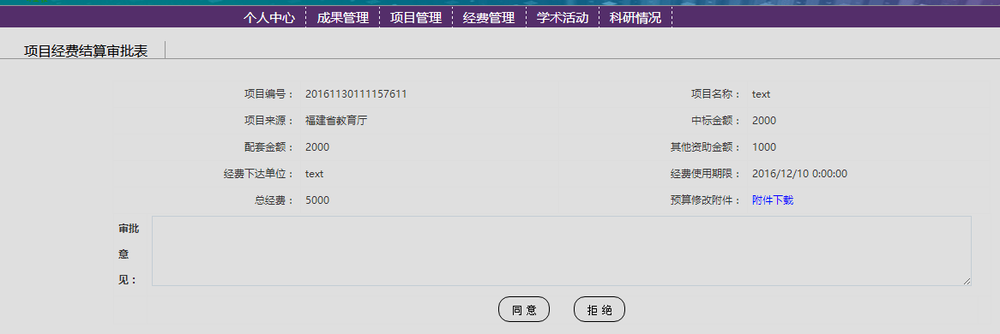 个人中心 成果管理 项目管理 经费管理 学术活动 科研情况
项目经费结算审批表
项目编号： 20161130111157611 项目名称： text
项目来源： 福建省教育厅 中标金额： 2000
配套金额： 2000 其他资助金额： 1000
经费下达单位： text 经费使用期限： 2016/12/10 0:00:00
总经费： 5000 预算修改附件： 附件下载
审批
意
见：
同 意 拒 绝